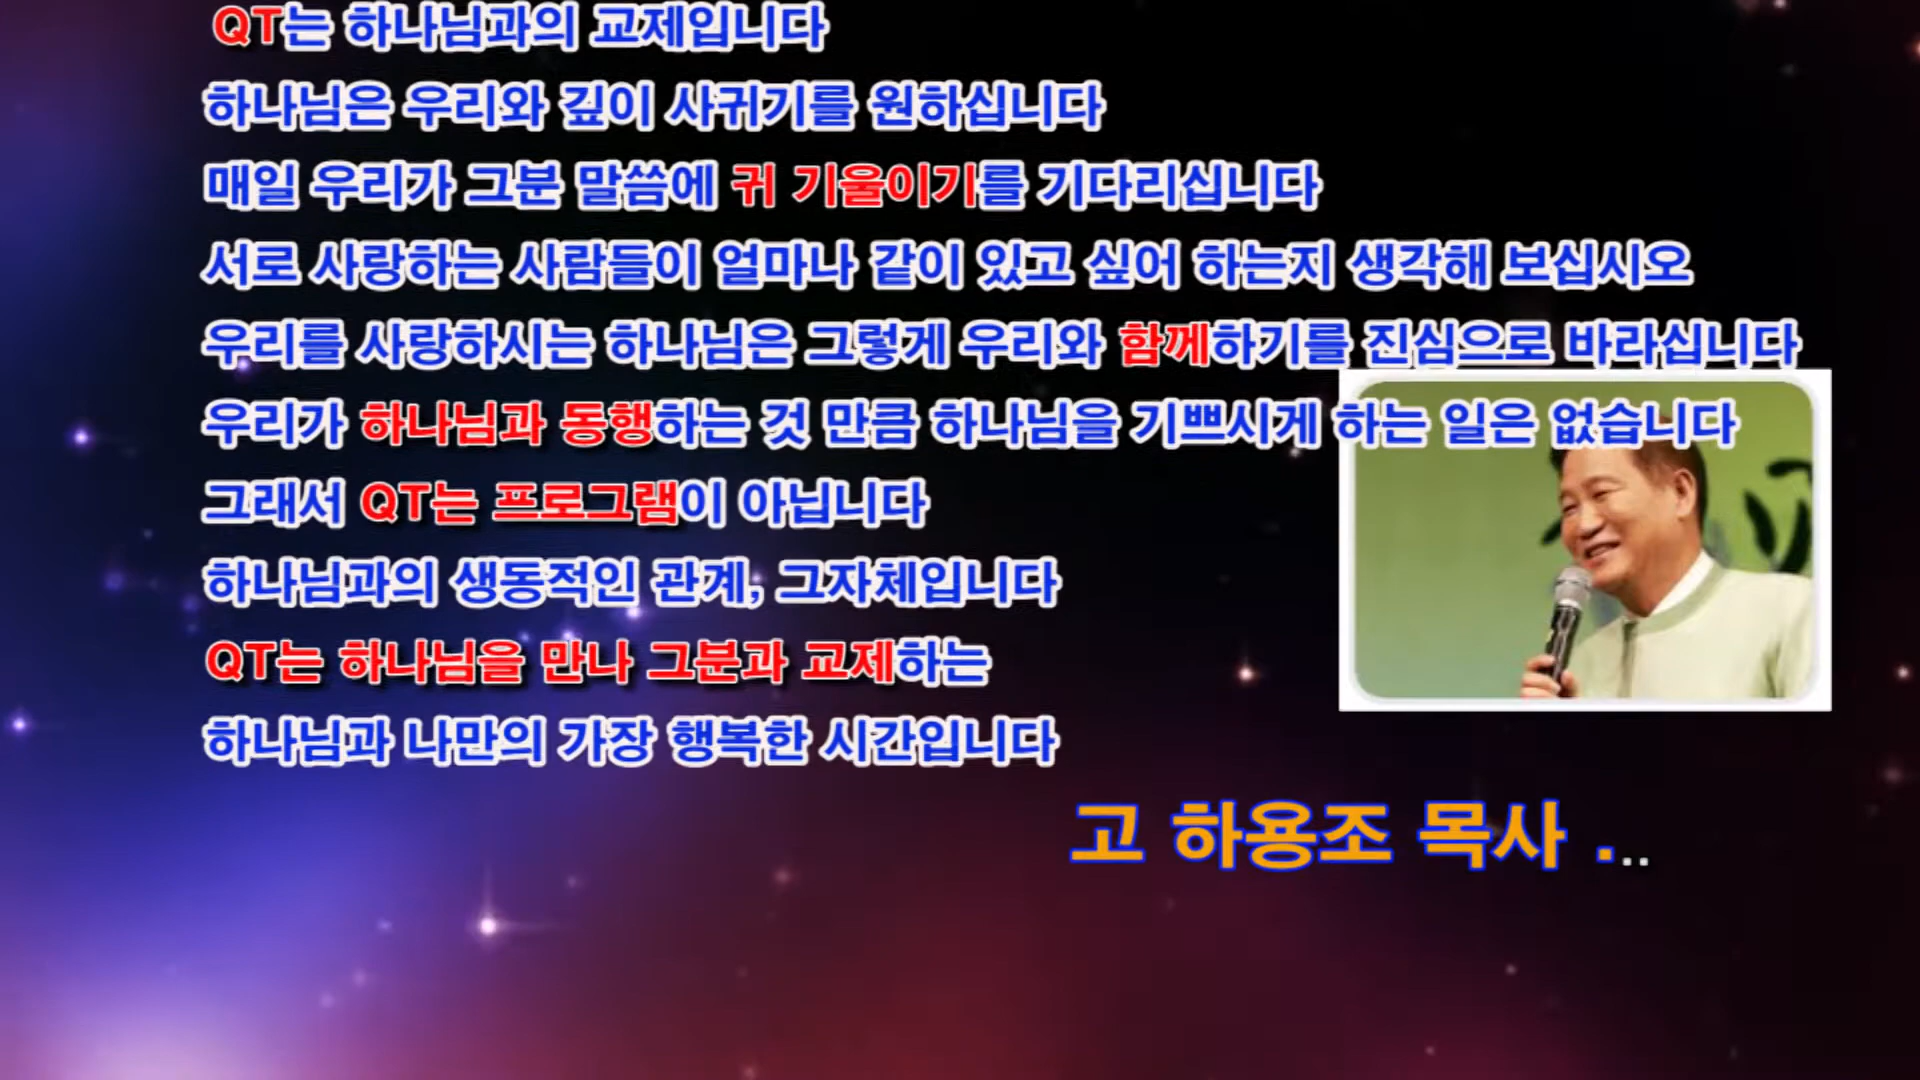 QT는 하나님과의 교제입니다
하나님은 우리와 깊이 사귀기를 원하십니다
매일 우리가 그분 말씀에 귀 기울이기를 기다리십니다
서로 사랑하는 사람들이 얼마나 같이 있고 싶어 하는지 생각해 보십시오
우리를 사랑하시는 하나님은 그렇게 우리와 함께하기를 진심으로 바라십니다
우리가 하나님과 동행하는 것 만큼 하나님을 기쁘시게 하는 일은 없습니다
그래서 QT는 프로그램이 아닙니다
하나님과의 생동적인 관계, 그자체입니다
QT는 하나님을 만나 그분과 교제하는
하나님과 나만의 가장 행복한 시간입니다
고 하용조 목사 ...